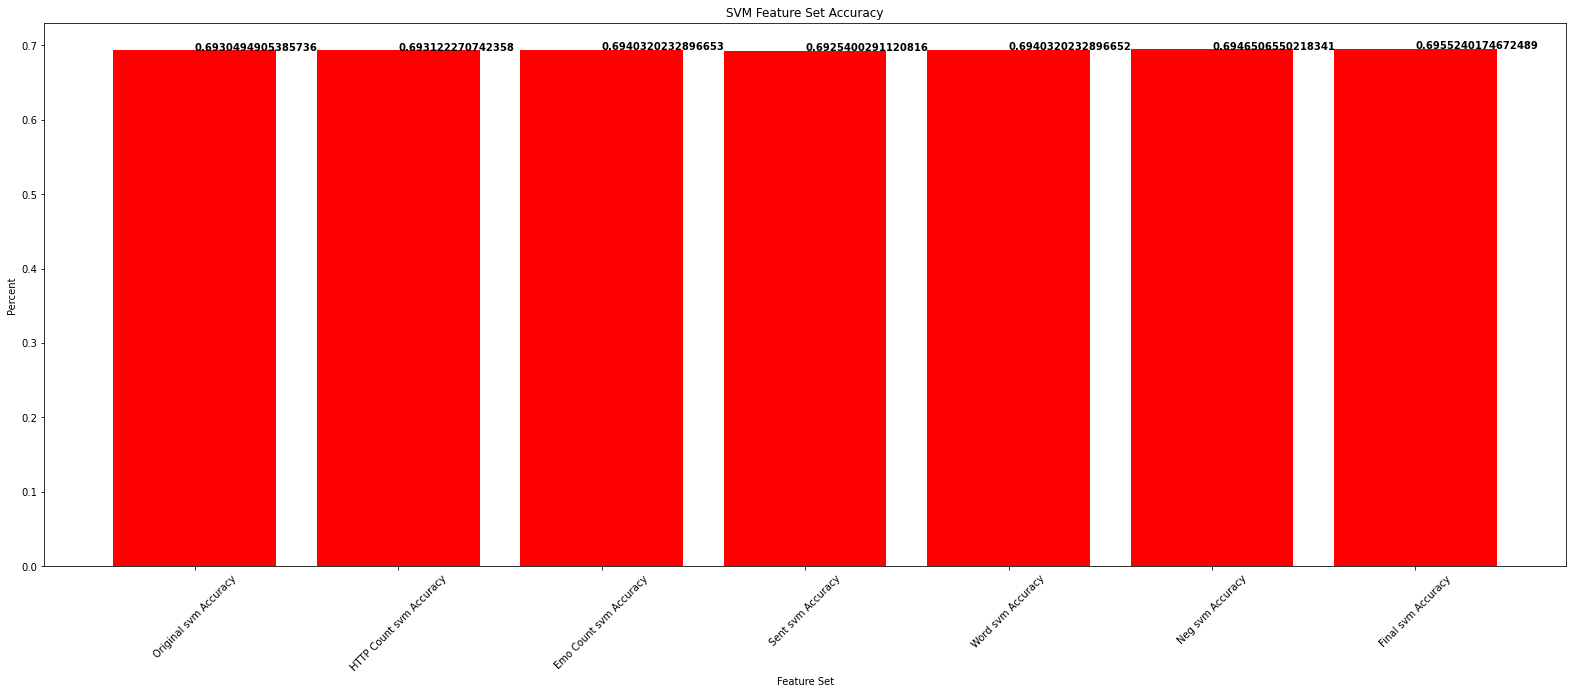 SVM Feature Set Accuracy
0.6930494905385736
0.693122270742358
0.6940320232896653
0.6925400291120816
0.6940320232896652
0.6946506550218341
0.6955240174672489
0.7
0.6
0.5
0.4
0.3
0.2
0.1
0.0
Percent
Original svm Accuracy
HTTP Count svm Accuracy
Emo Count svm Accuracy
Sent svm Accuracy
Word svm Accuracy
Neg svm Accuracy
Final svm Accuracy
Feature Set